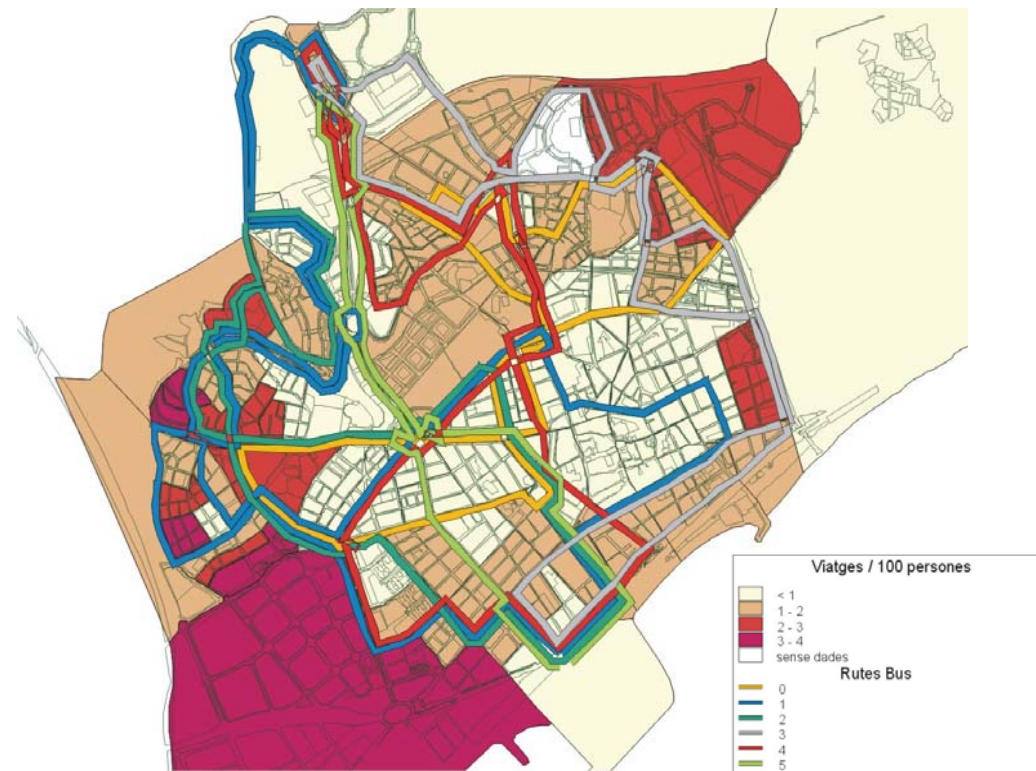 Viatges / 100 persones
< 1
1 - 2
2 - 3
3 - 4
sense dades
Rutes Bus
0
1
2
3
4
5